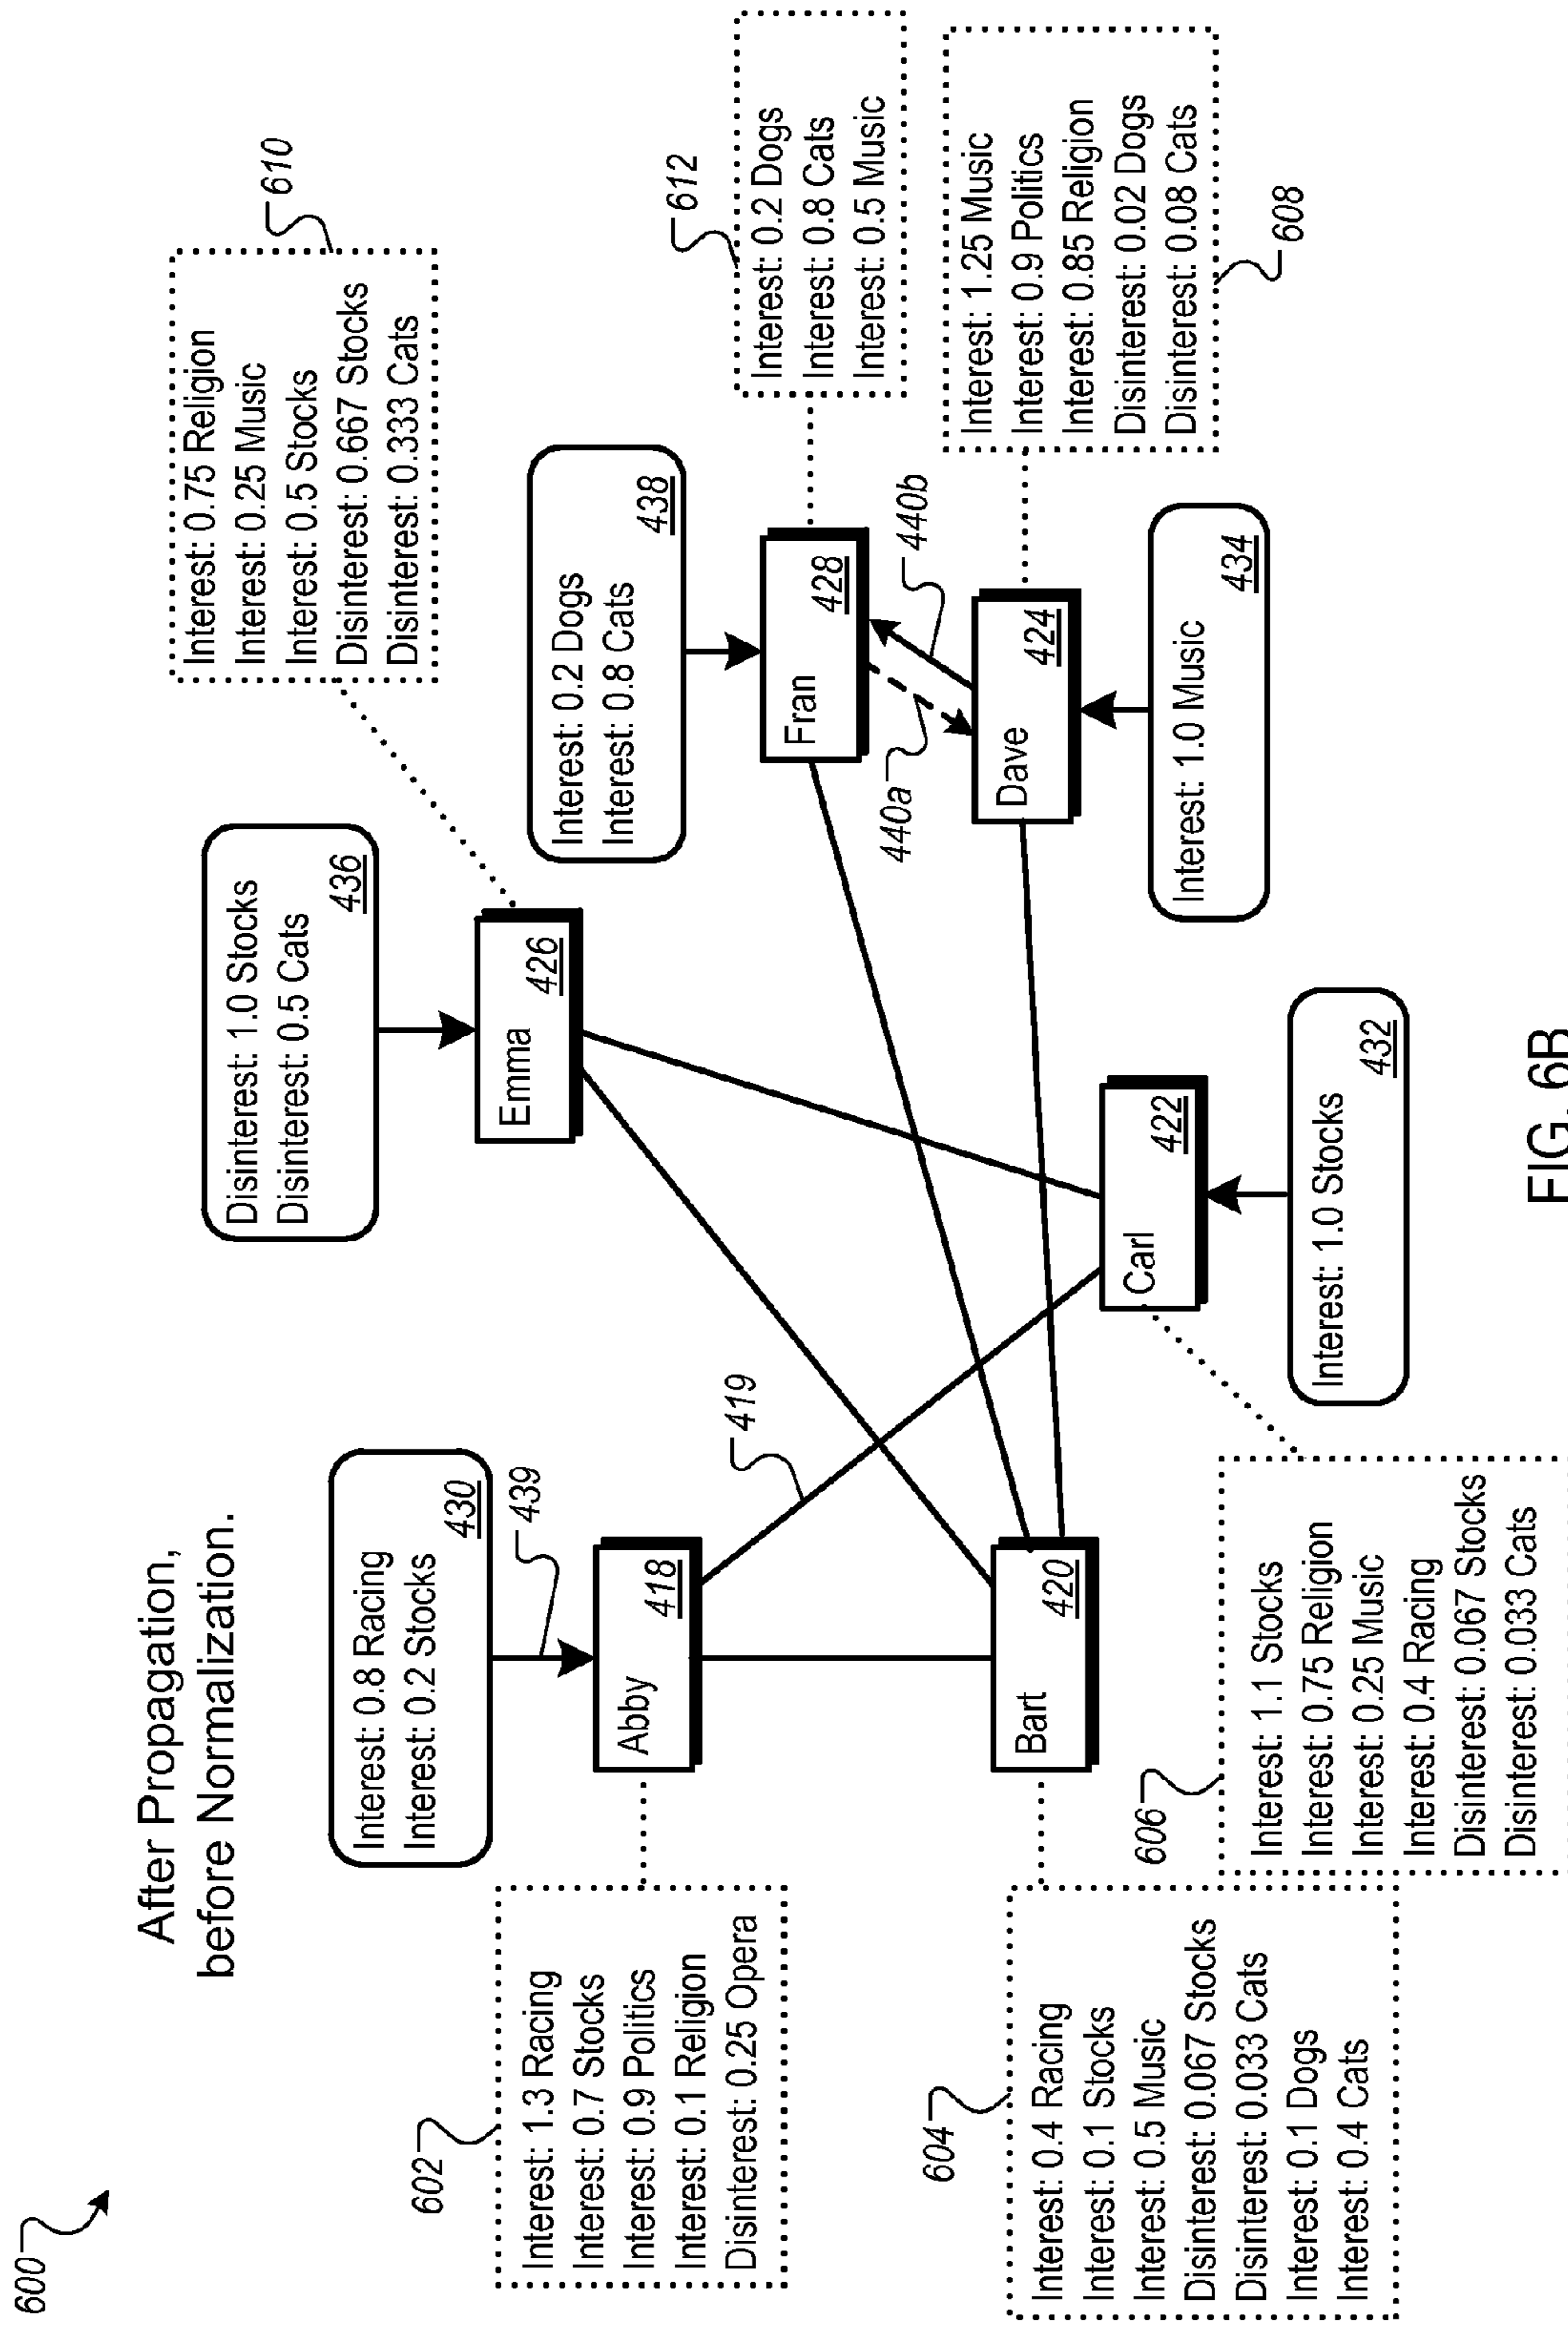 600
After Propagation,
before Normalization.
602
Interest: 1.3 Racing
Interest: 0.7 Stocks
Interest: 0.9 Politics
Interest: 0.1 Religion
Disinterest: 0.25 Opera
Interest: 0.8 Racing
Interest: 0.2 Stocks
430
439
Abby
418
419
Disinterest: 1.0 Stocks
Disinterest: 0.5 Cats
436
Emma
426
610
Interest: 0.75 Religion
Interest: 0.25 Music
Interest: 0.5 Stocks
Disinterest: 0.667 Stocks
Disinterest: 0.333 Cats
Interest: 0.2 Dogs
Interest: 0.8 Cats
438
Fran
428
612
Interest: 0.2 Dogs
Interest: 0.8 Cats
Interest: 0.5 Music
440a
440b
Dave
424
Interest: 1.25 Music
Interest: 0.9 Politics
Interest: 0.85 Religion
Disinterest: 0.02 Dogs
Disinterest: 0.08 Cats
608
Interest: 1.0 Music
434
604
Interest: 0.4 Racing
Interest: 0.1 Stocks
Interest: 0.5 Music
Disinterest: 0.067 Stocks
Disinterest: 0.033 Cats
Interest: 0.1 Dogs
Interest: 0.4 Cats
Bart
420
606
Interest: 1.1 Stocks
Interest: 0.75 Religion
Interest: 0.25 Music
Interest: 0.4 Racing
Disinterest: 0.067 Stocks
Disinterest: 0.033 Cats
Carl
422
Interest: 1.0 Stocks
432
FIG. 6B